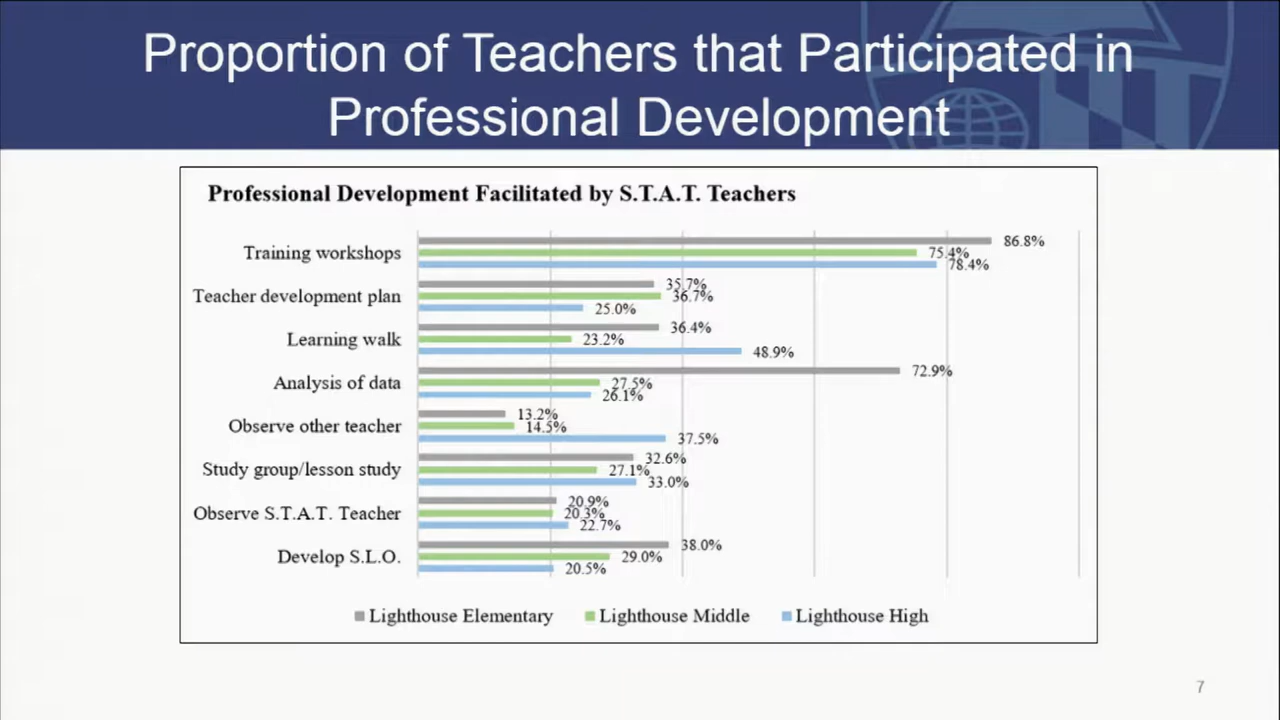 Proportion of Teachers that Participated in
Professional Development
Professional Development Facilitated by S.T.A.T. Teachers
Training workshops
86.8%
75.4%
78.4%
Teacher development plan
35.7%
36.7%
25.0%
Learning walk
36.4%
23.2%
48.9%
Analysis of data
72.9%
27.5%
26.1%
Observe other teacher
13.2%
14.5%
37.5%
Study group/lesson study
32.6%
27.1%
33.0%
Observe S.T.A.T. Teacher
20.9%
20.3%
22.7%
Develop S.L.O.
38.0%
29.0%
20.5%
Lighthouse Elementary Lighthouse Middle Lighthouse High
7